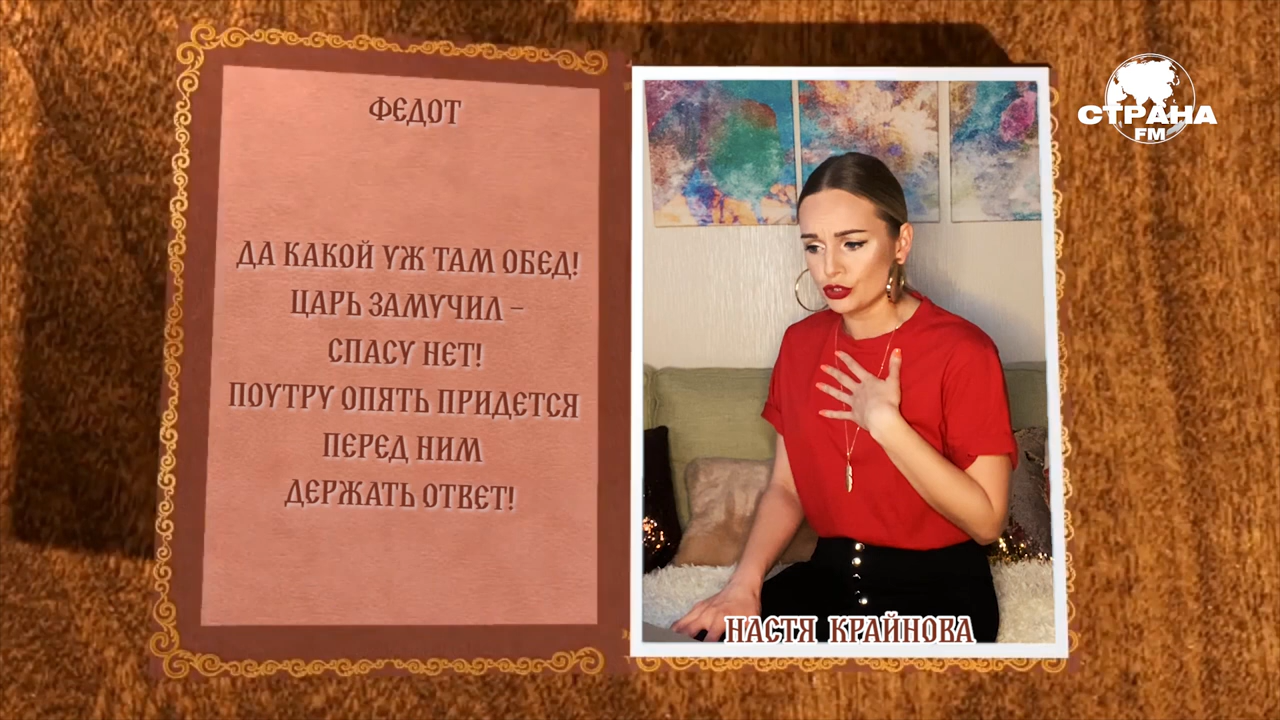 ФЕДОТ
ДА КАКОЙ УЖ ТАМ ОБЕД!
ЦАРЬ ЗАМУЧИЛ –
СПАСУ НЕТ!
ПОУТРУ ОПЯТЬ ПРИДЕТСЯ
ПЕРЕД НИМ
ДЕРЖАТЬ ОТВЕТ!
СТРАНА
FM
НАСТЯ КРАЙНОВА